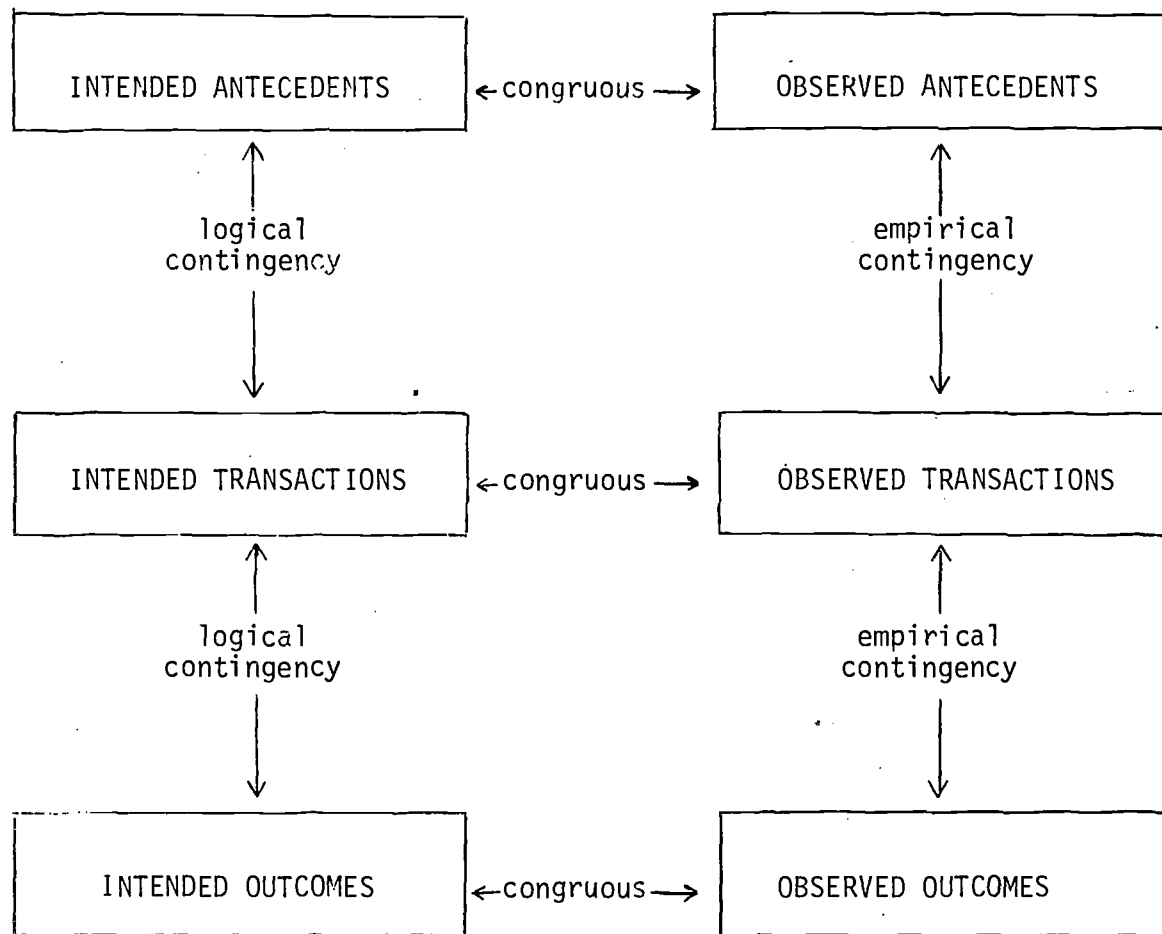 INTENDED ANTECEDENTS
←congruous→
OBSERVED ANTECEDENTS
logical
contingency
empirical
contingency
INTENDED TRANSACTIONS
←congruous→
OBSERVED TRANSACTIONS
logical
contingency
empirical
contingency
INTENDED OUTCOMES
←congruous→
OBSERVED OUTCOMES